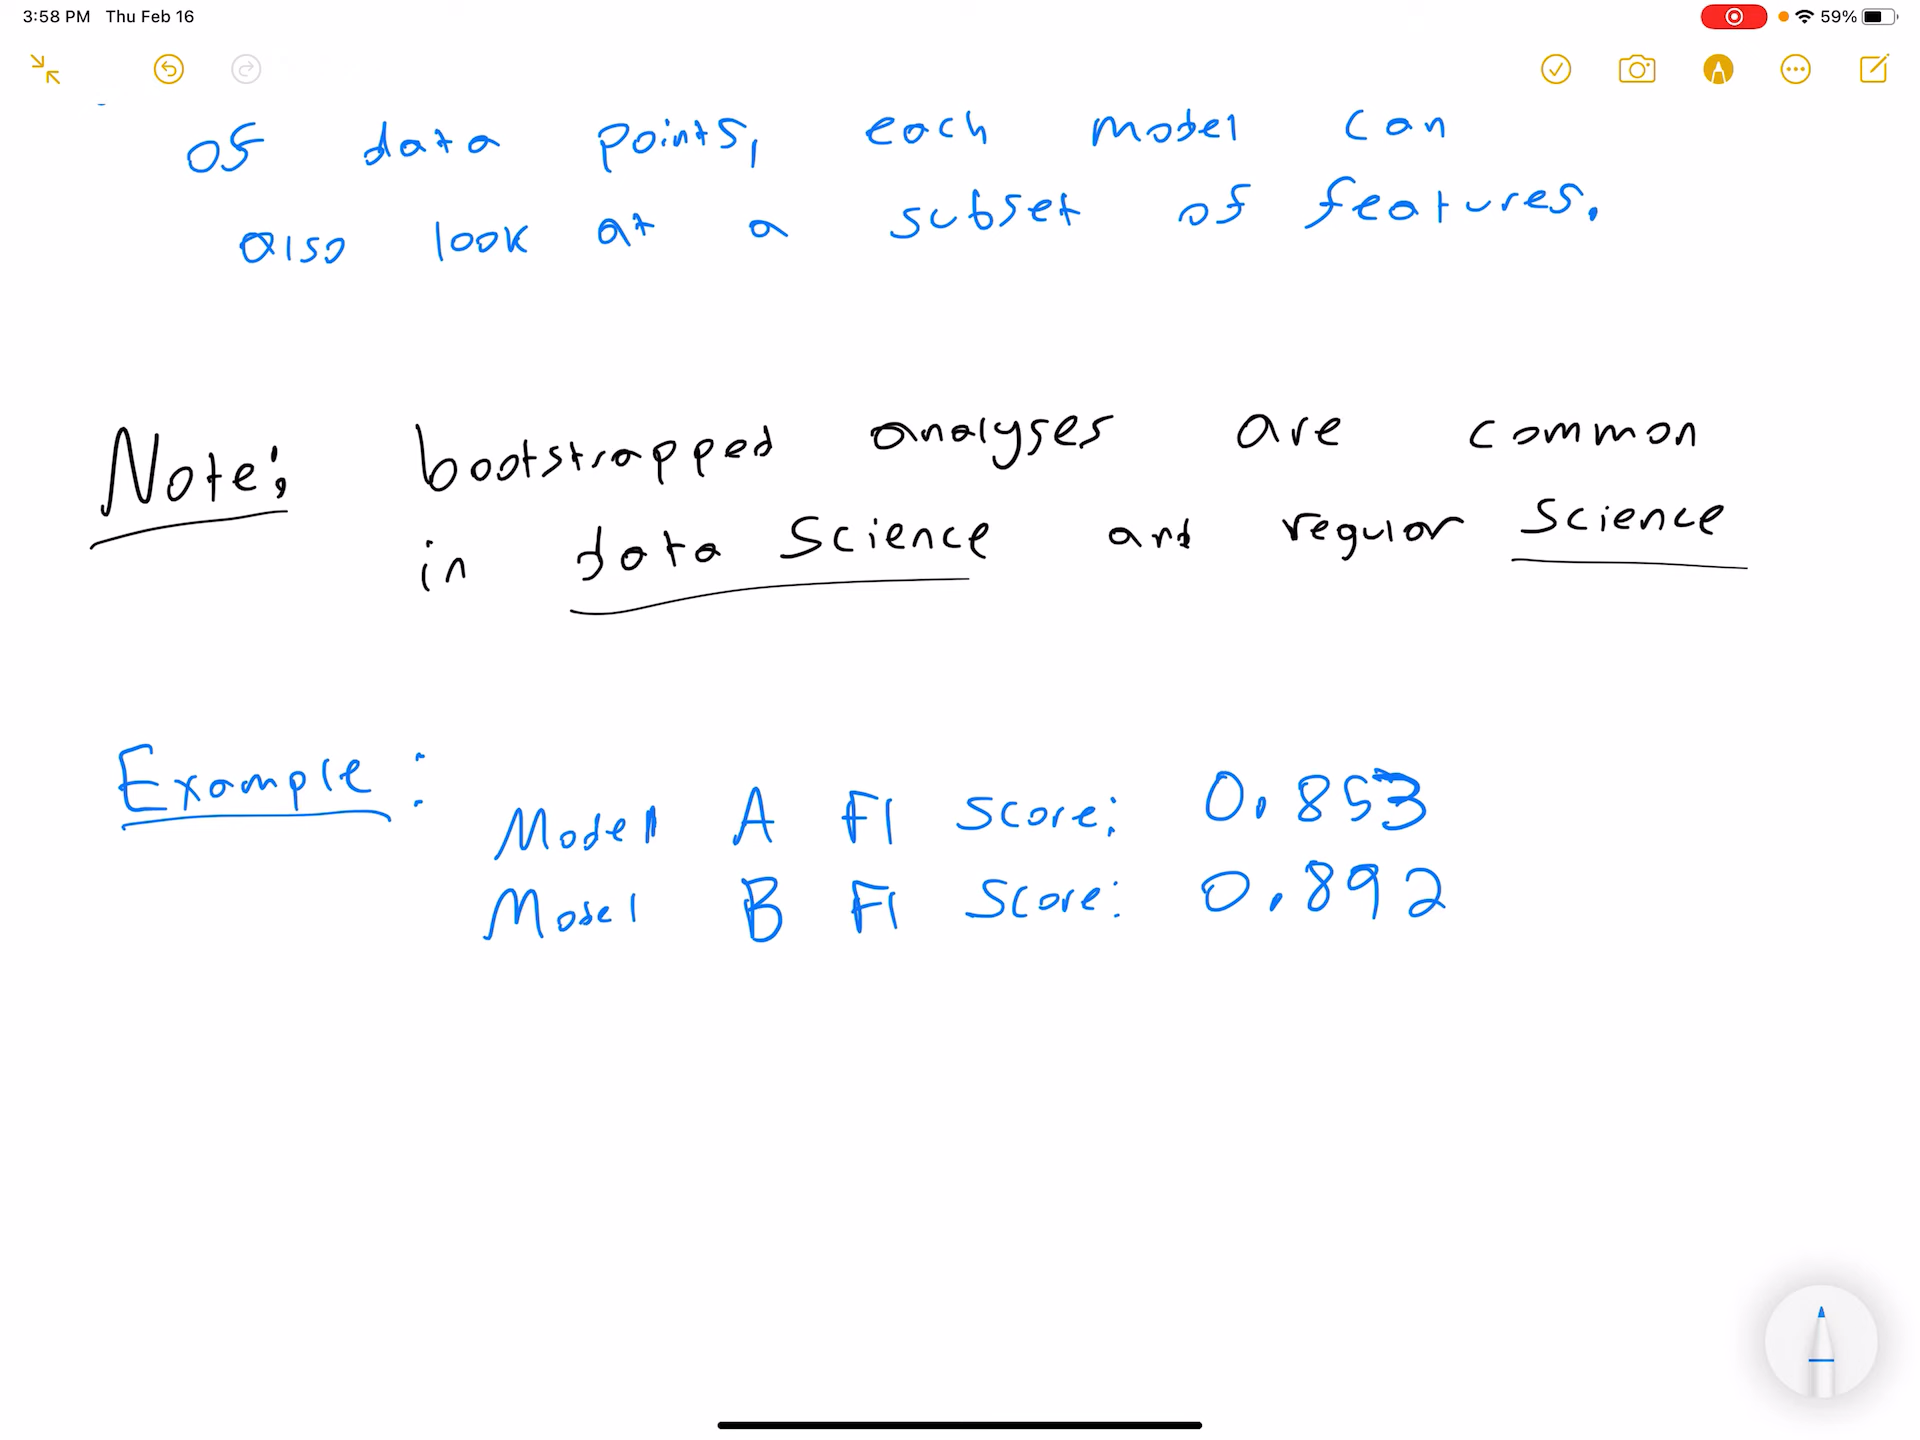 3:58 PM Thu Feb 16
59%
of data points, each model can
also look at a subset of features.
Note: bootstrapped analyses are common
in data science and regular science
Example: Model A F1 Score: 0.853
Model B F1 Score: 0.892